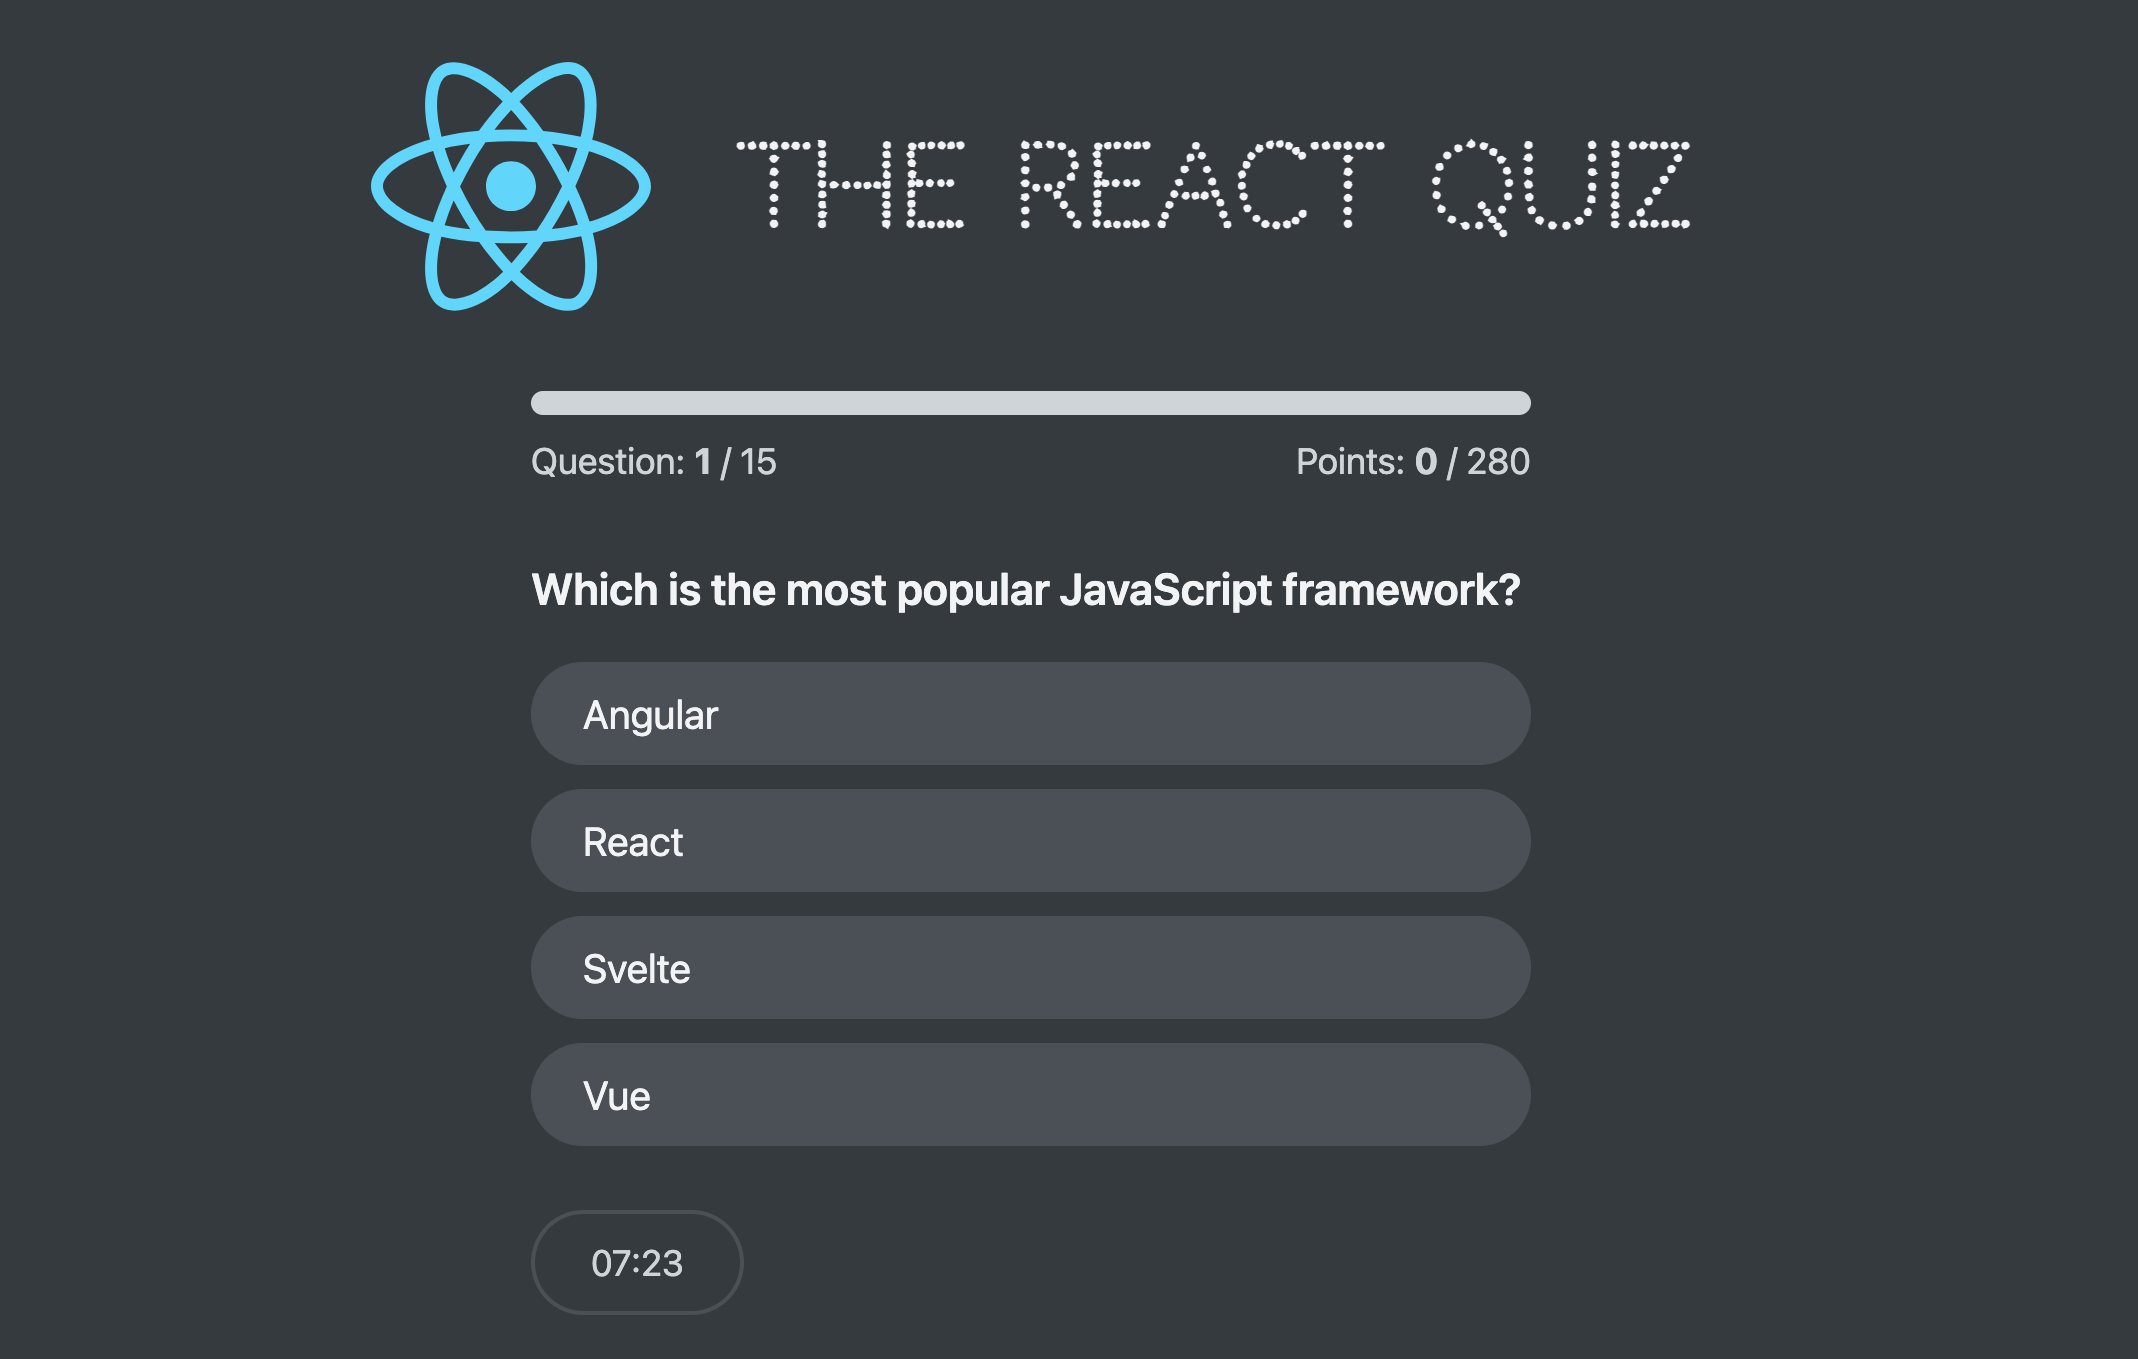 THE REACT QUIZ
Question: 1 / 15
Points: 0 / 280
Which is the most popular JavaScript framework?
Angular
React
Svelte
Vue
07:23